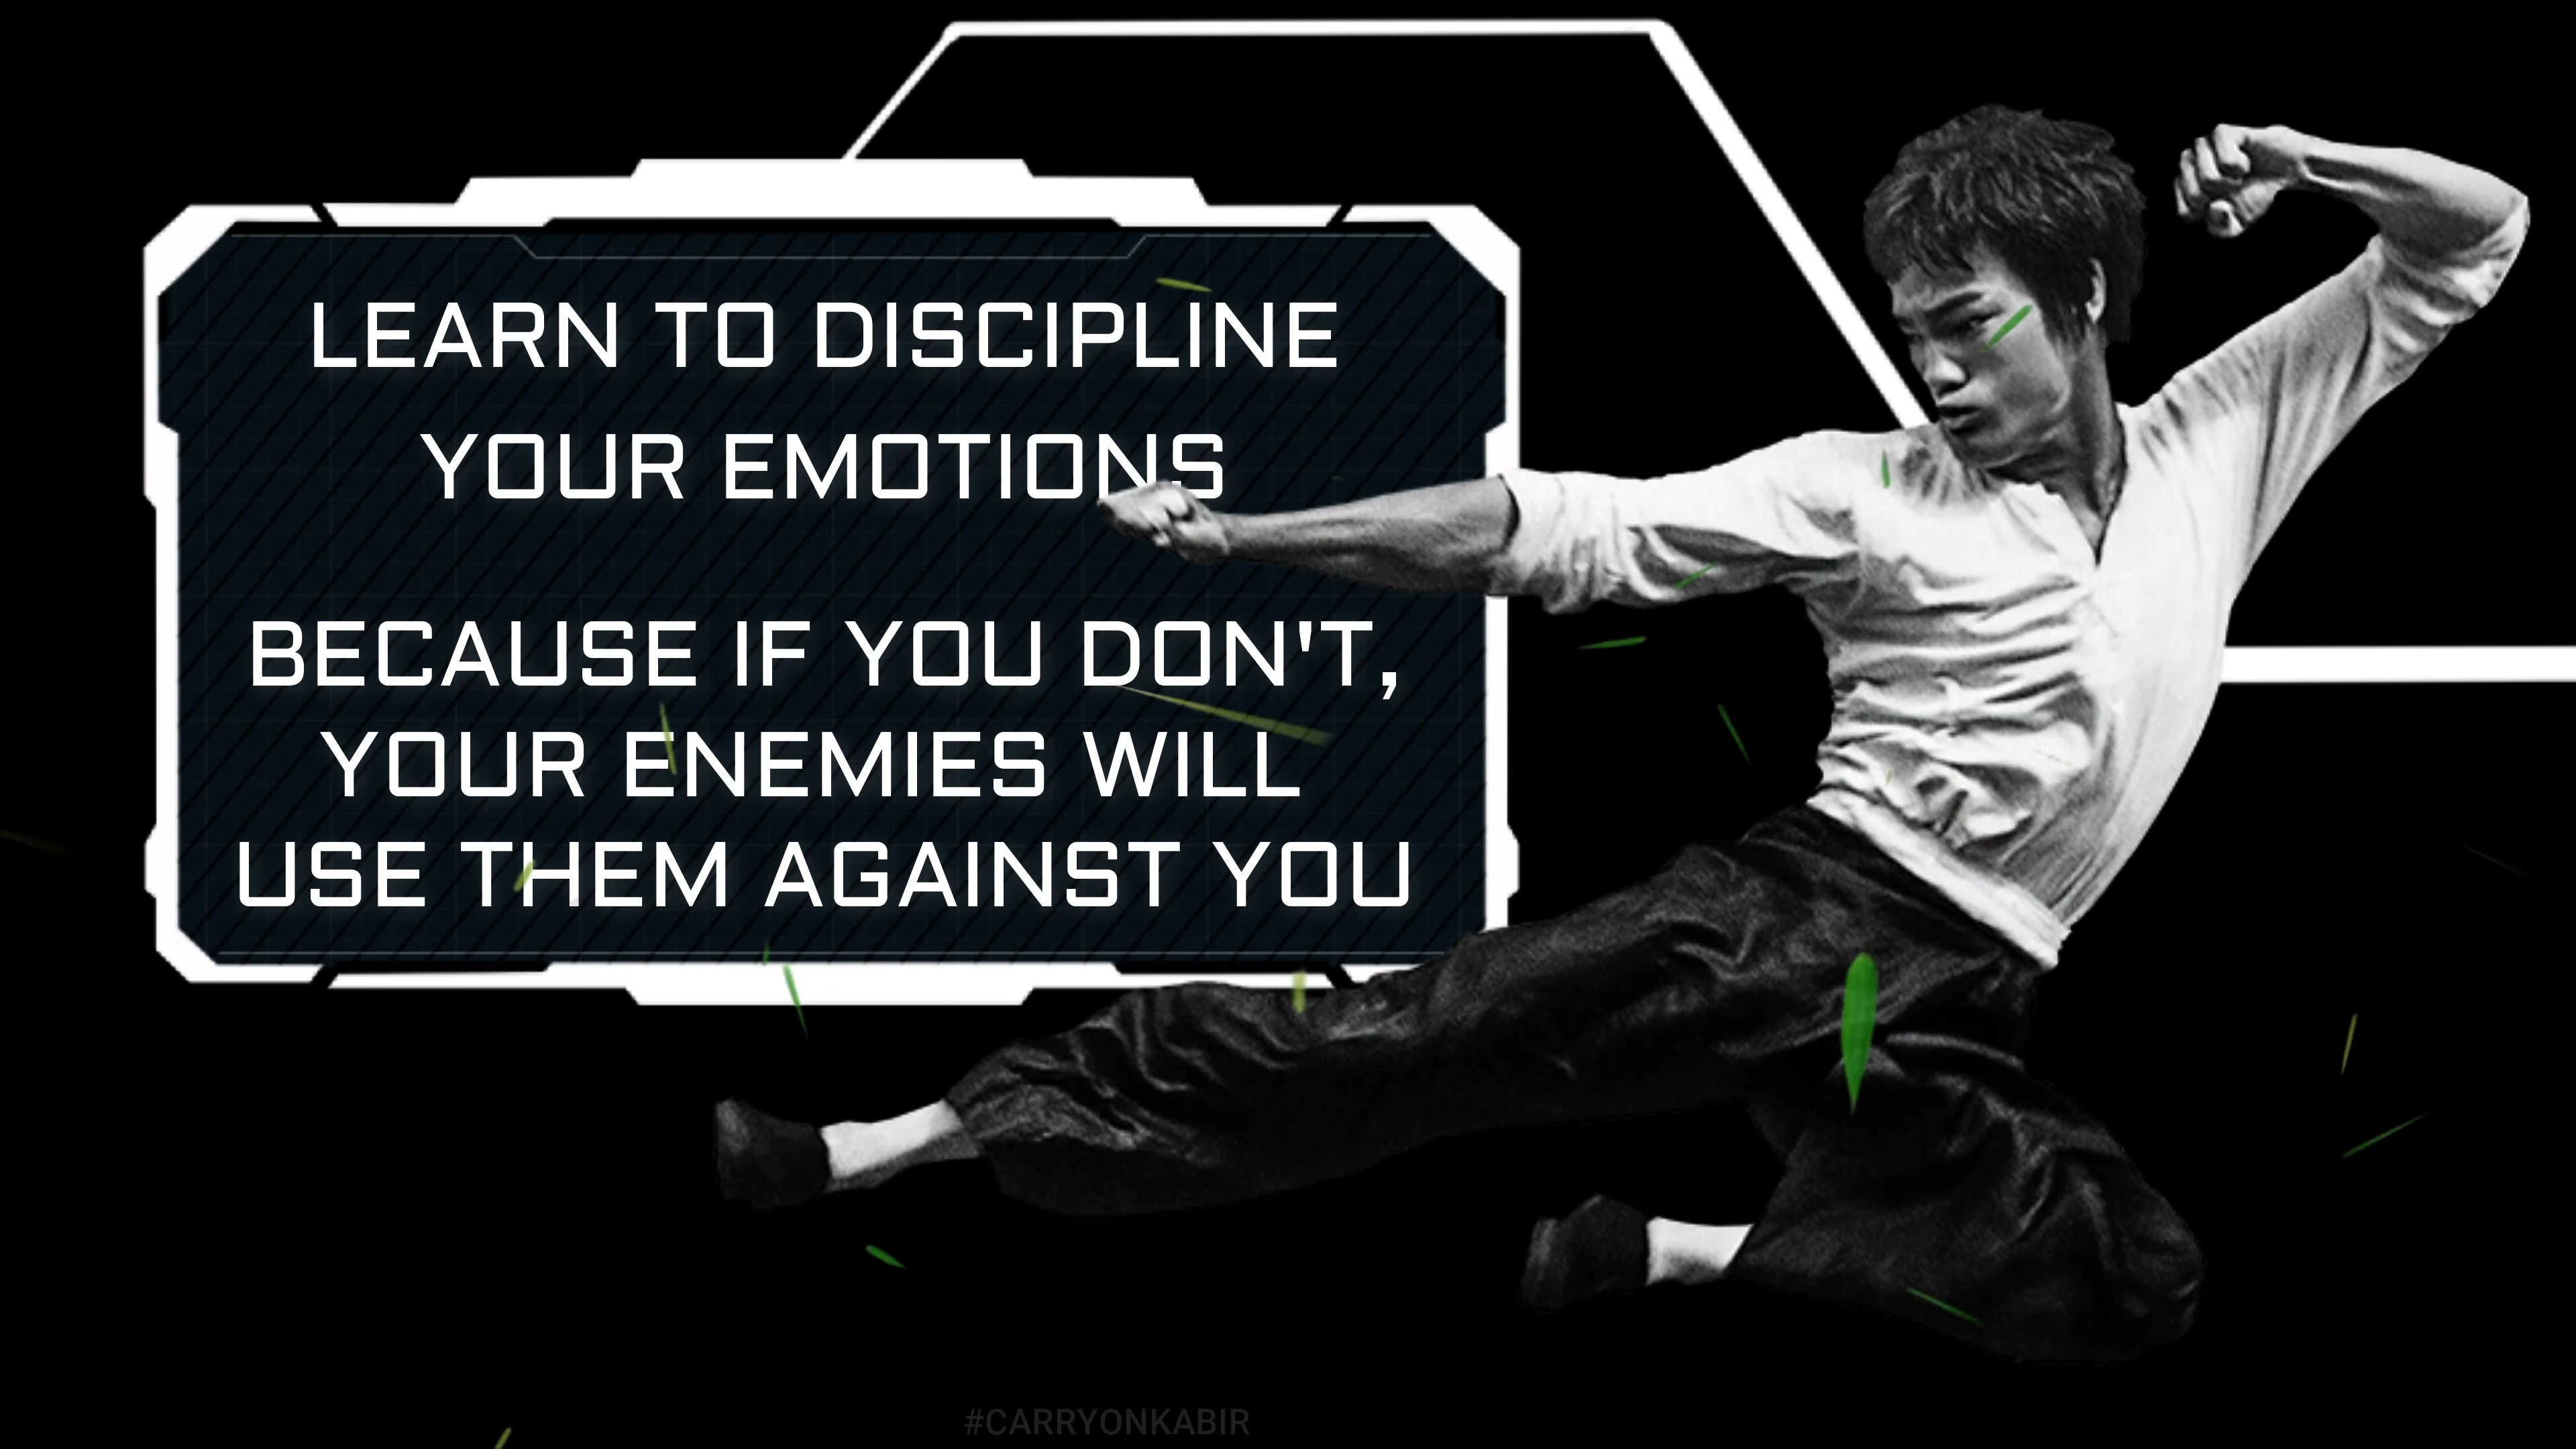 LEARN TO DISCIPLINE
YOUR EMOTIONS
BECAUSE IF YOU DON'T,
YOUR ENEMIES WILL
USE THEM AGAINST YOU
#CARRYONKABIR